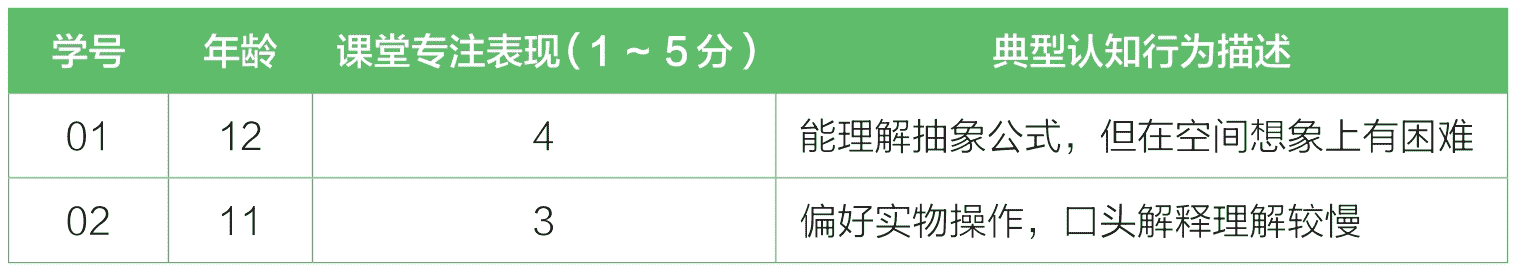 学号 年龄 课堂专注表现(1～5分) 典型认知行为描述
01 12 4 能理解抽象公式，但在空间想象上有困难
02 11 3 偏好实物操作，口头解释理解较慢